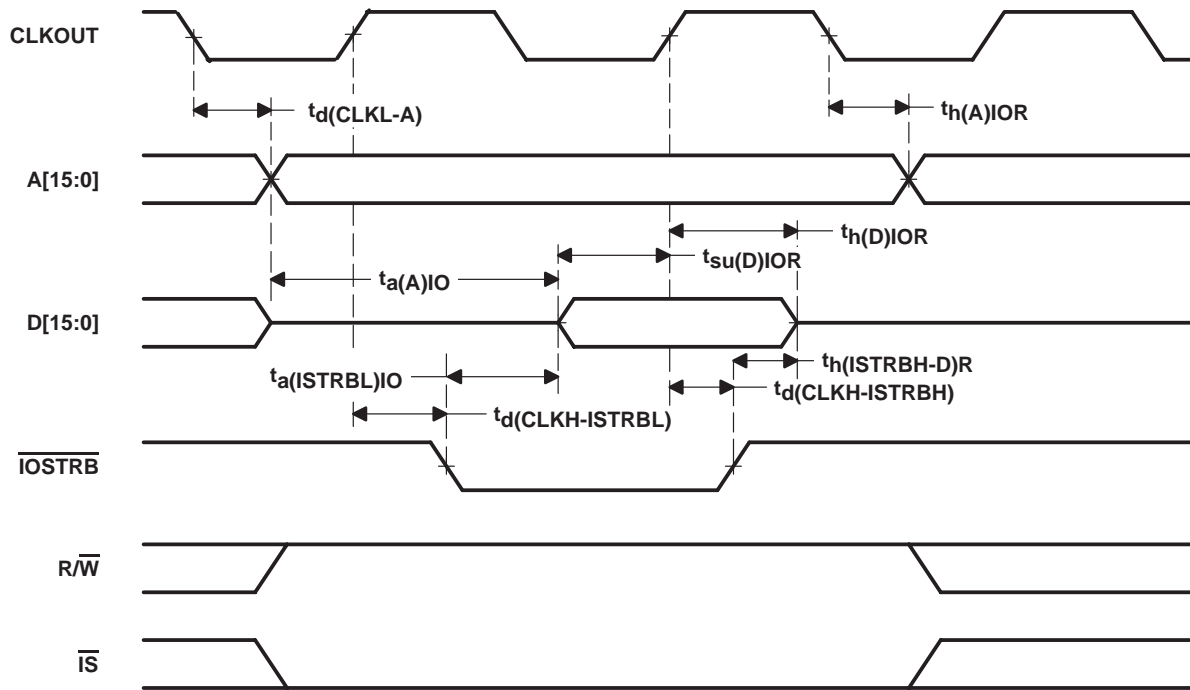 CLKOUT
td(CLKL-A)
th(A)IOR
A[15:0]
th(D)IOR
tsu(D)IOR
ta(A)IO
D[15:0]
th(ISTRBH-D)R
ta(ISTRBL)IO
td(CLKH-ISTRBH)
td(CLKH-ISTRBL)
IOSTRB
R/W
IS